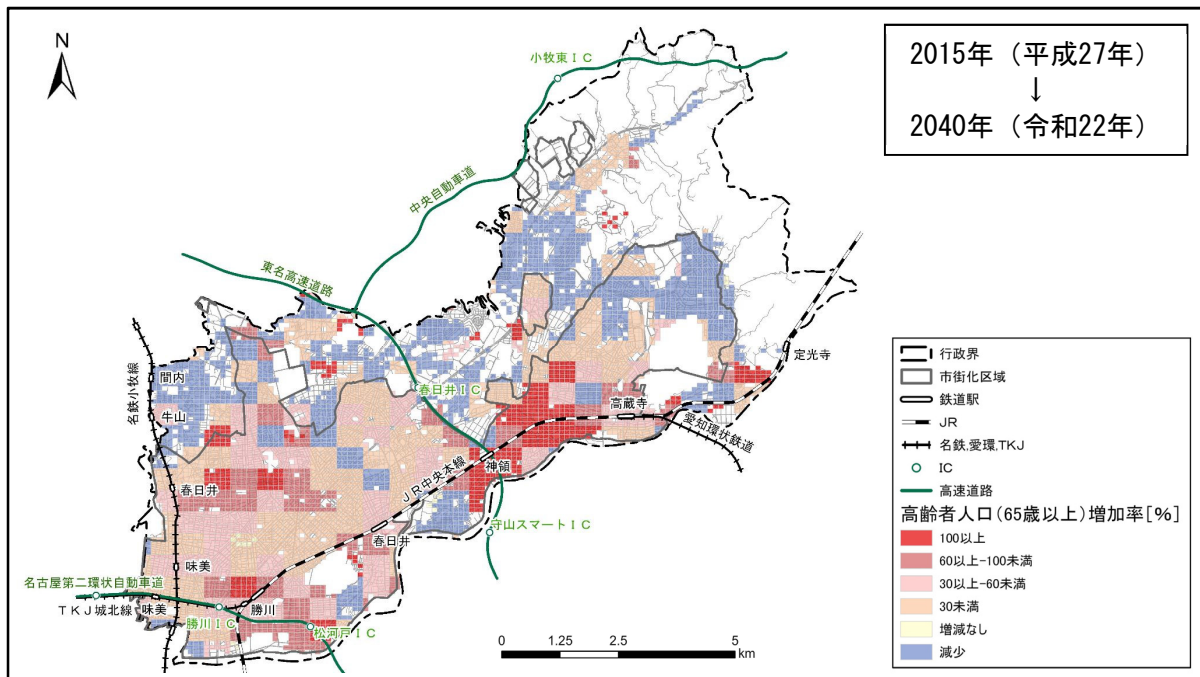 N
2015年（平成27年）
↓
2040年（令和22年）
小牧東ＩＣ
中央自動車道
東名高速道路
定光寺
名鉄小牧線
間内
牛山
春日井ＩＣ
高蔵寺
愛知環状鉄道
ＪＲ中央本線
神領
春日井
守山スマートＩＣ
春日井
味美
名古屋第二環状自動車道
ＴＫＪ城北線
味美
勝川
勝川ＩＣ
松河戸ＩＣ
0 1.25 2.5 5
km
行政界
市街化区域
鉄道駅
JR
名鉄,愛環,TKJ
IC
高速道路
高齢者人口(65歳以上)増加率[%]
100以上
60以上-100未満
30以上-60未満
30未満
増減なし
減少